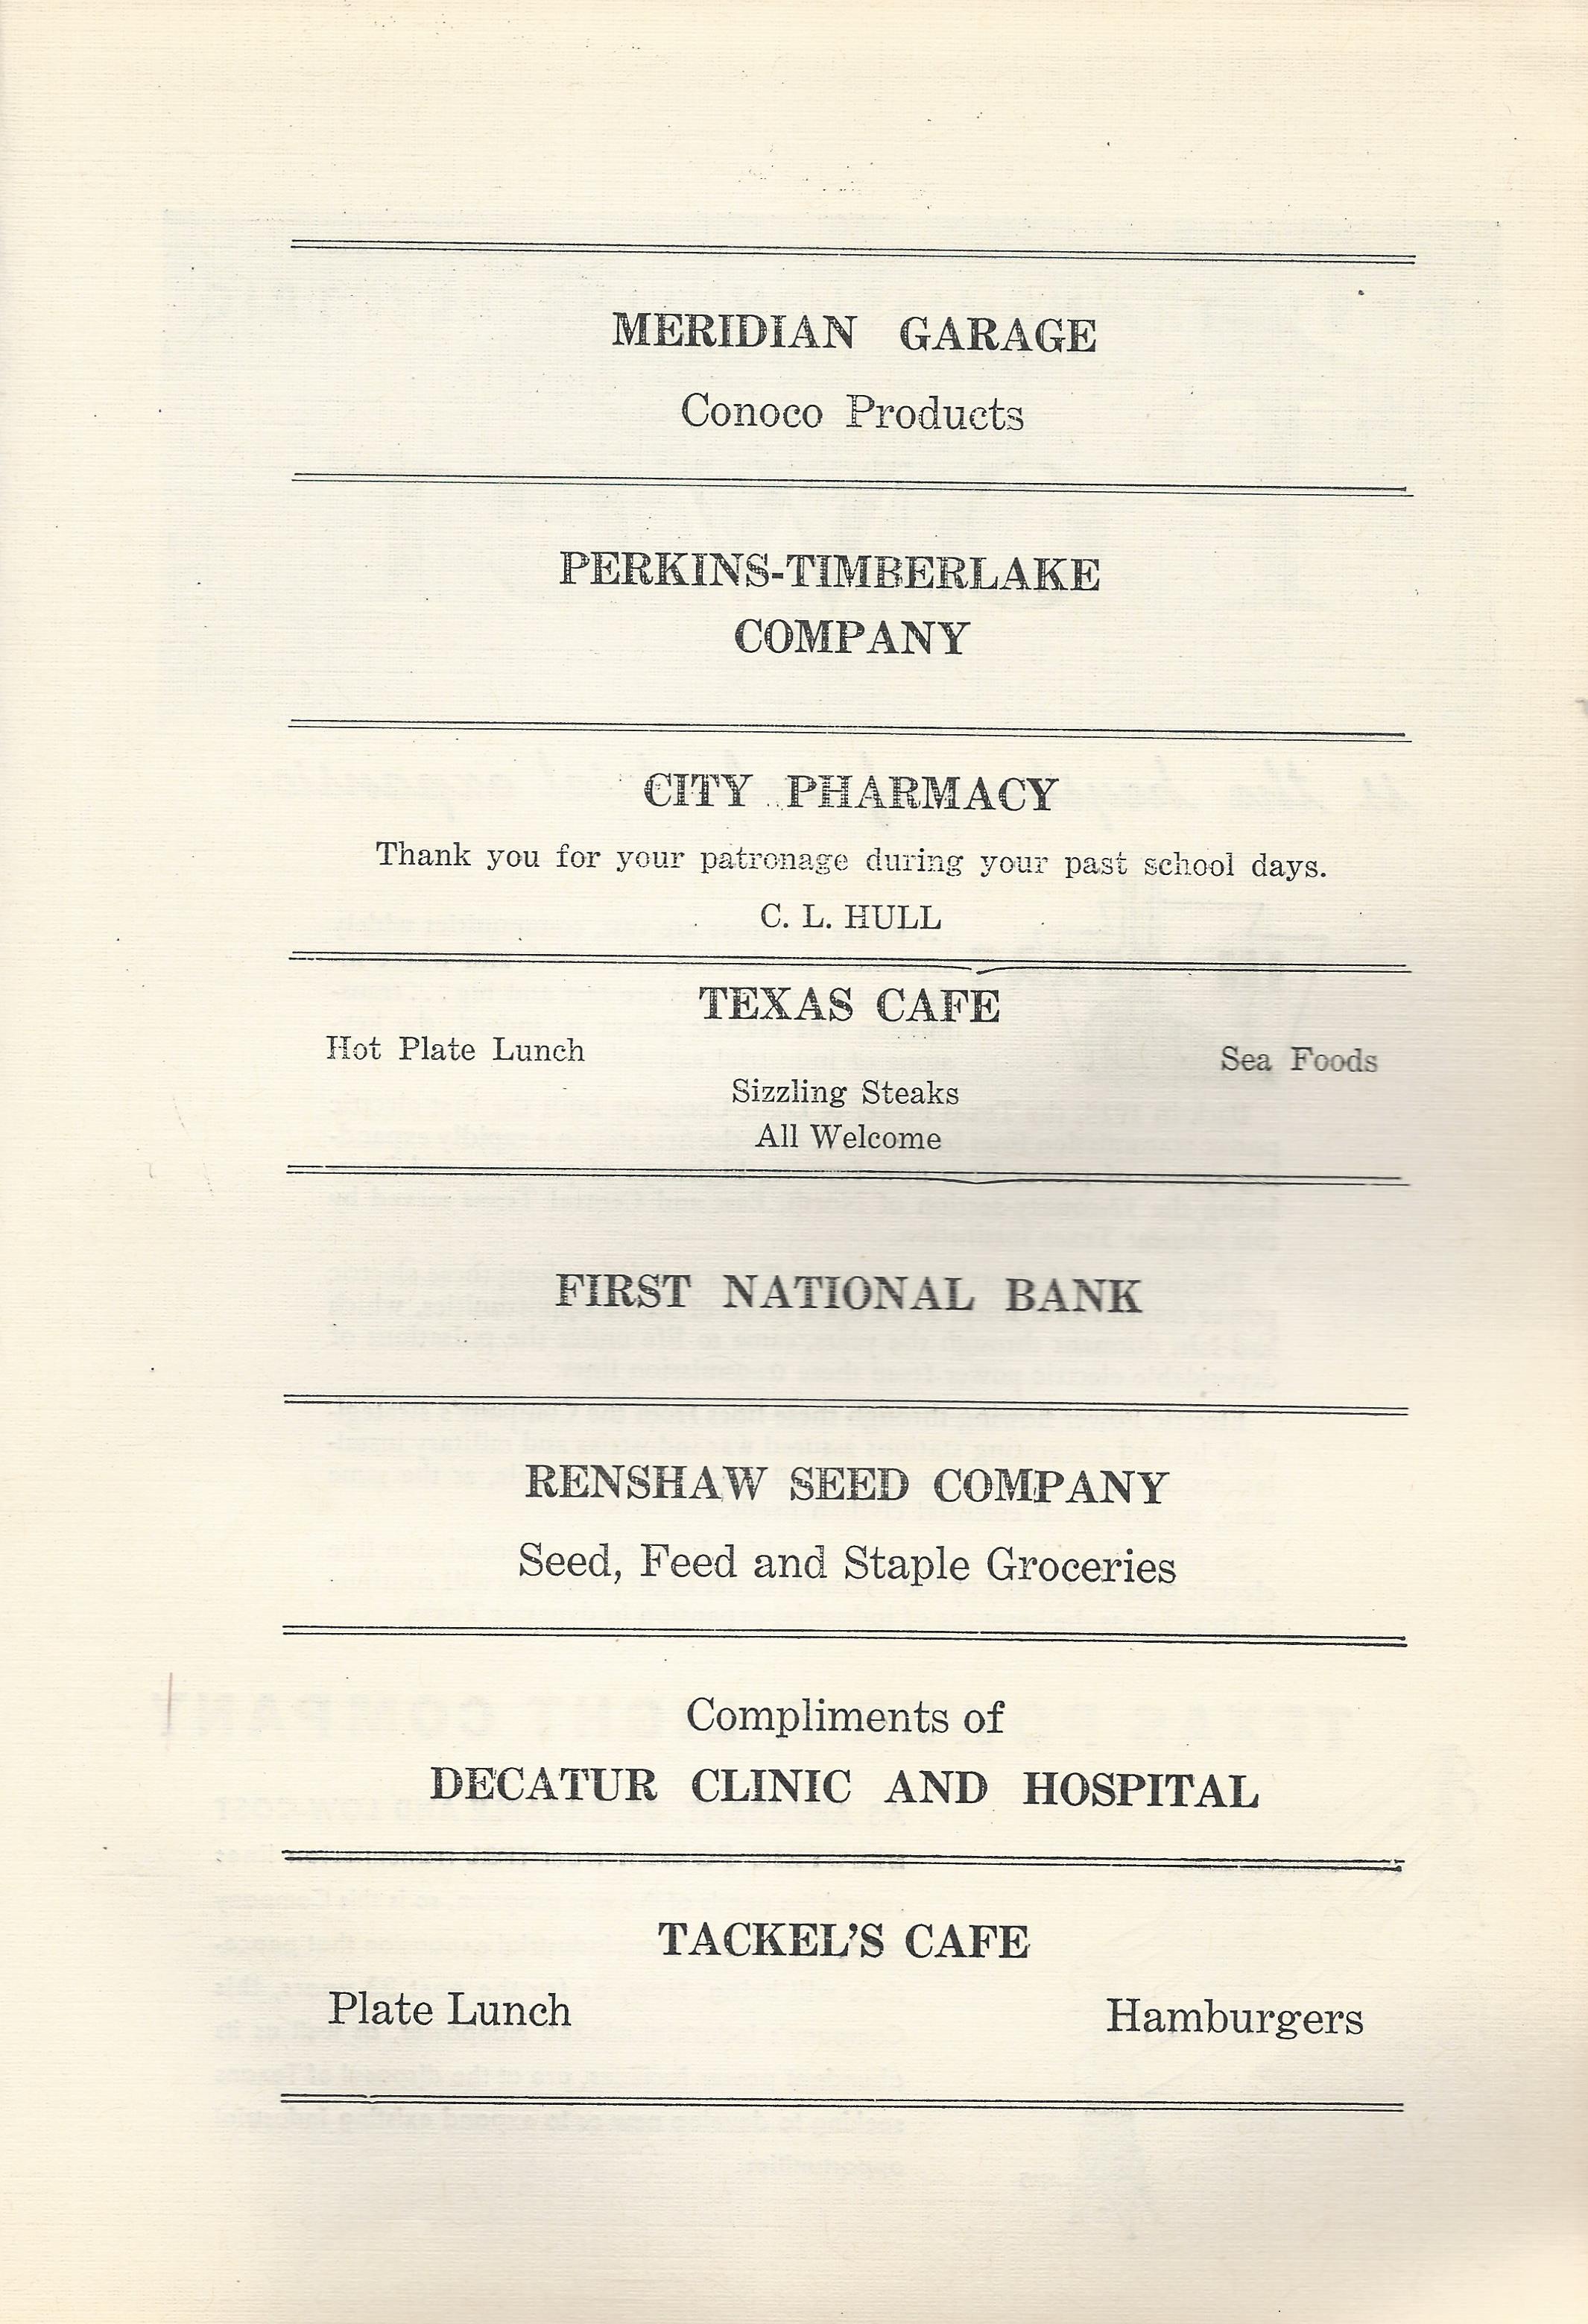 MERIDIAN GARAGE
Conoco Products
PERKINS-TIMBERLAKE
COMPANY
CITY PHARMACY
Thank you for your patronage during your past school days.
C. L. HULL
TEXAS CAFE
Hot Plate Lunch Sea Foods
Sizzling Steaks
All Welcome
FIRST NATIONAL BANK
RENSHAW SEED COMPANY
Seed, Feed and Staple Groceries
Compliments of
DECATUR CLINIC AND HOSPITAL
TACKEL'S CAFE
Plate Lunch Hamburgers